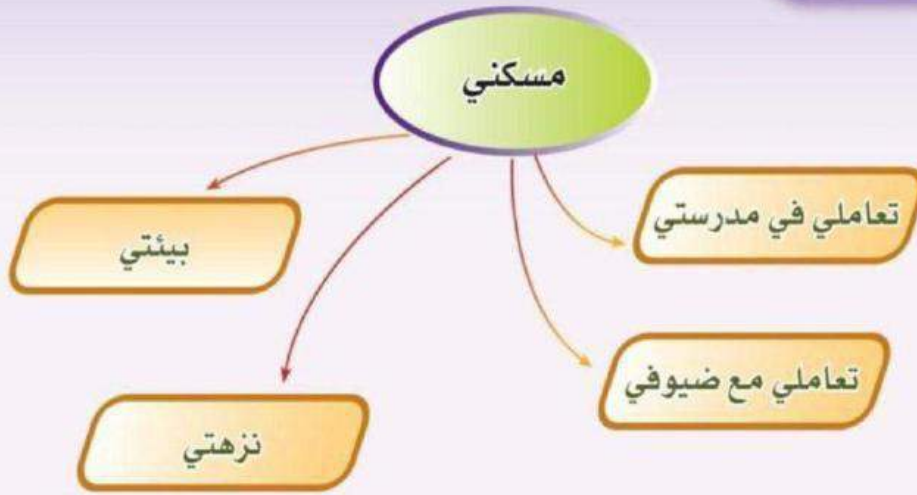 مسكني
تعاملي في مدرستي
بيئتي
تعاملي مع ضيوفي
نزهتي